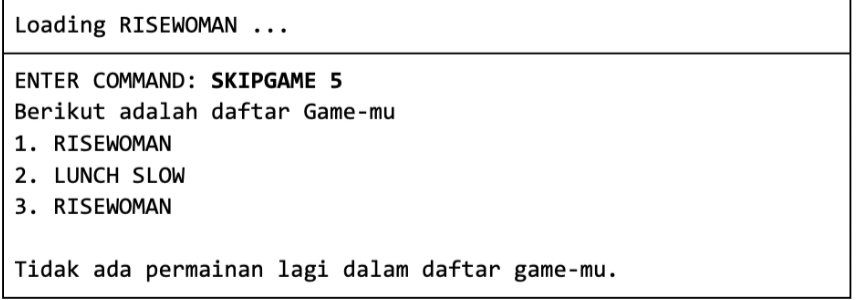 Loading RISEWOMAN ...
ENTER COMMAND: SKIPGAME 5
Berikut adalah daftar Game-mu
1. RISEWOMAN
2. LUNCH SLOW
3. RISEWOMAN
Tidak ada permainan lagi dalam daftar game-mu.